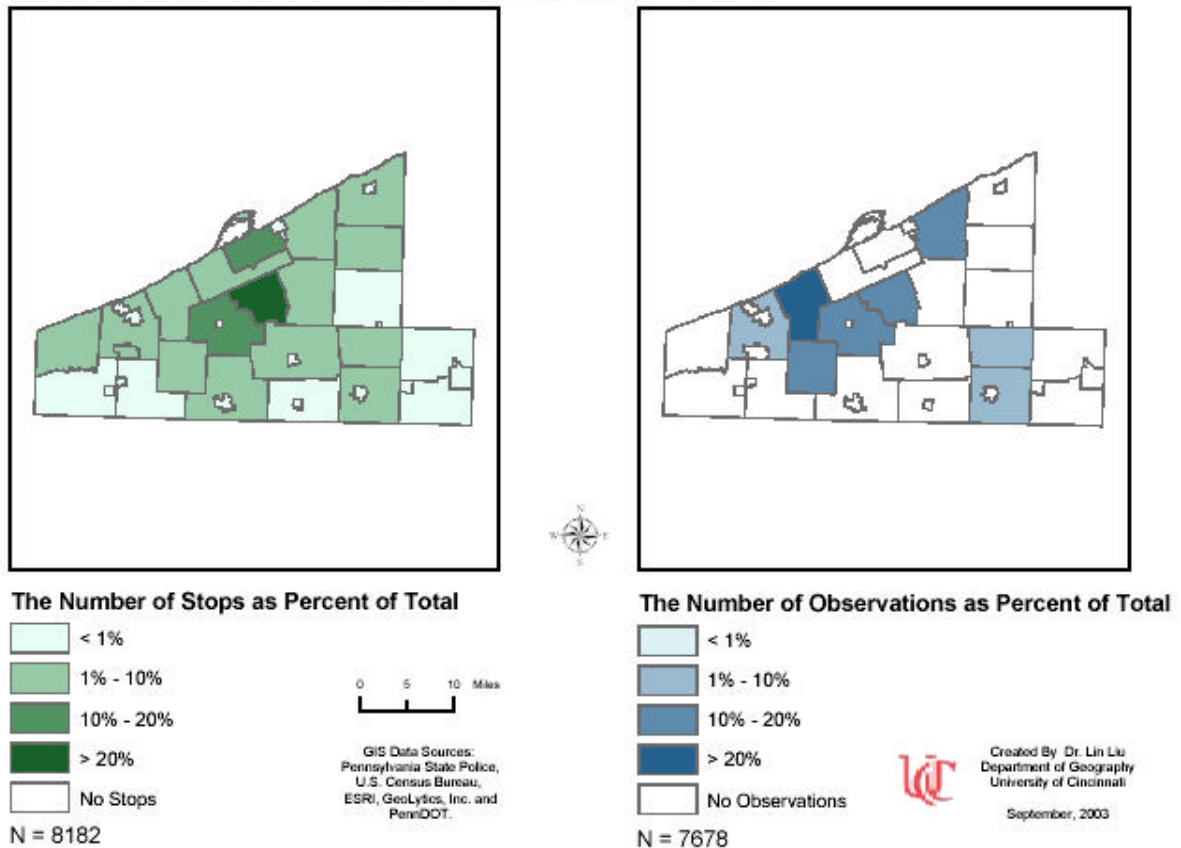 N
W E
S
The Number of Stops as Percent of Total
< 1%
1% - 10%
10% - 20%
> 20%
No Stops
N = 8182
0 5 10 Miles
GIS Data Sources:
Pennsylvania State Police,
U.S. Census Bureau,
ESRI, GeoLytics, Inc. and
PennDOT.
The Number of Observations as Percent of Total
< 1%
1% - 10%
10% - 20%
> 20%
No Observations
N = 7678
UC
Created By Dr. Lin Liu
Department of Geography
University of Cincinnati
September, 2003